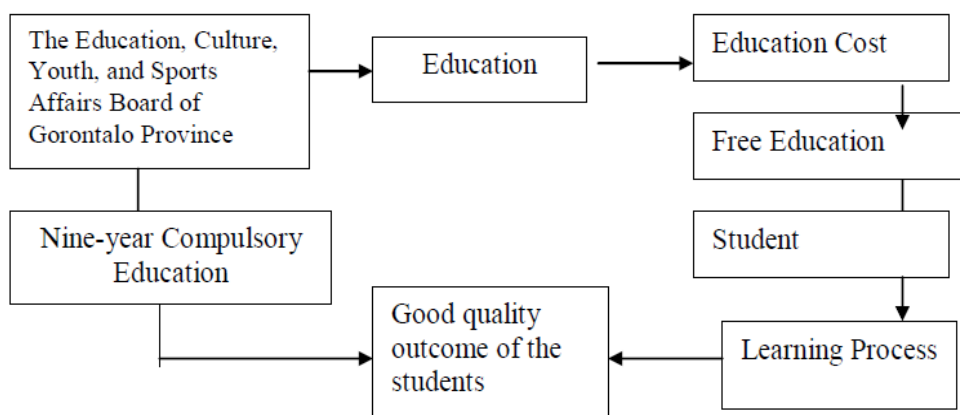 The Education, Culture,
Youth, and Sports
Affairs Board of
Gorontalo Province
Education
Education Cost
Free Education
Student
Learning Process
Nine-year Compulsory
Education
Good quality
outcome of the
students